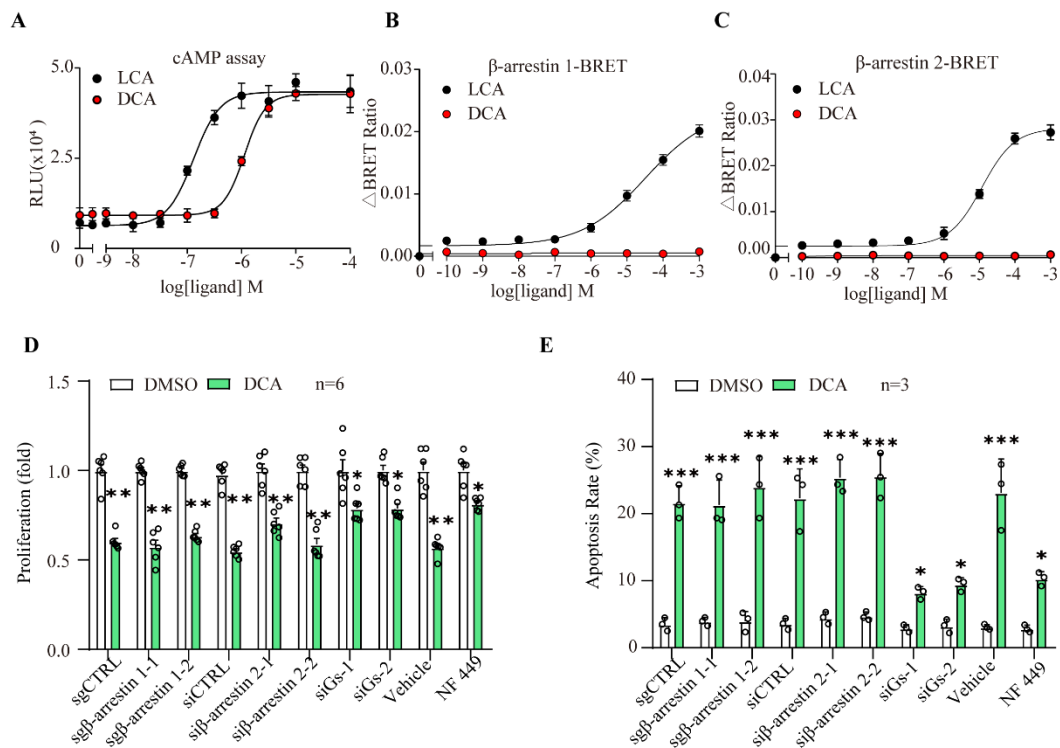 A
cAMP assay
LCA
DCA
5.0
2.5
0
RLU(x10⁴)
0 -9 -8 -7 -6 -5 -4
log[ligand] M
B
β-arrestin 1-BRET
LCA
DCA
0.03
0.02
0.01
0.00
△BRET Ratio
0 -10 -9 -8 -7 -6 -5 -4 -3
log[ligand] M
C
β-arrestin 2-BRET
LCA
DCA
0.04
0.03
0.02
0.01
0.00
△BRET Ratio
0 -10 -9 -8 -7 -6 -5 -4 -3
log[ligand] M
D
DMSO DCA n=6
1.5
1.0
0.5
0.0
Proliferation (fold)
** ** ** ** ** ** * * ** *
sgCTRL
sgβ-arrestin 1-1
sgβ-arrestin 1-2
siCTRL
siβ-arrestin 2-1
siβ-arrestin 2-2
siGs-1
siGs-2
Vehicle
NF 449
E
DMSO DCA n=3
40
30
20
10
0
Apoptosis Rate (%)
*** *** *** *** *** *** * * *** *
sgCTRL
sgβ-arrestin 1-1
sgβ-arrestin 1-2
siCTRL
siβ-arrestin 2-1
siβ-arrestin 2-2
siGs-1
siGs-2
Vehicle
NF 449